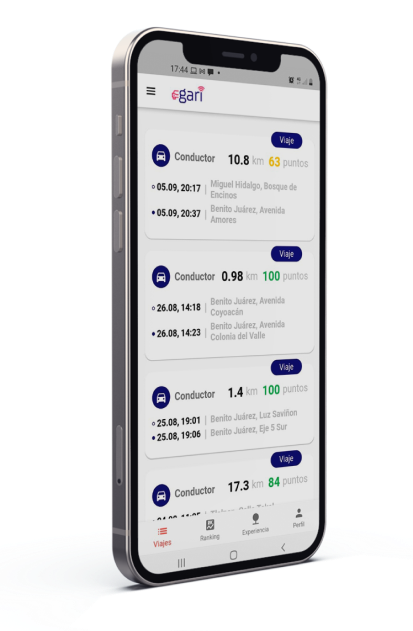 17:44
egari
Viaje
Conductor 10.8 km 63 puntos
05.09, 20:17 | Miguel Hidalgo, Bosque de
Encinos
05.09, 20:37 | Benito Juárez, Avenida
Amores
Viaje
Conductor 0.98 km 100 puntos
26.08, 14:18 | Benito Juárez, Avenida
Coyoacán
26.08, 14:23 | Benito Juárez, Avenida
Colonia del Valle
Viaje
Conductor 1.4 km 100 puntos
25.08, 19:01 | Benito Juárez, Luz Saviñon
25.08, 19:06 | Benito Juárez, Eje 5 Sur
Viaje
Conductor 17.3 km 84 puntos
Viajes Ranking Experiencia Perfil